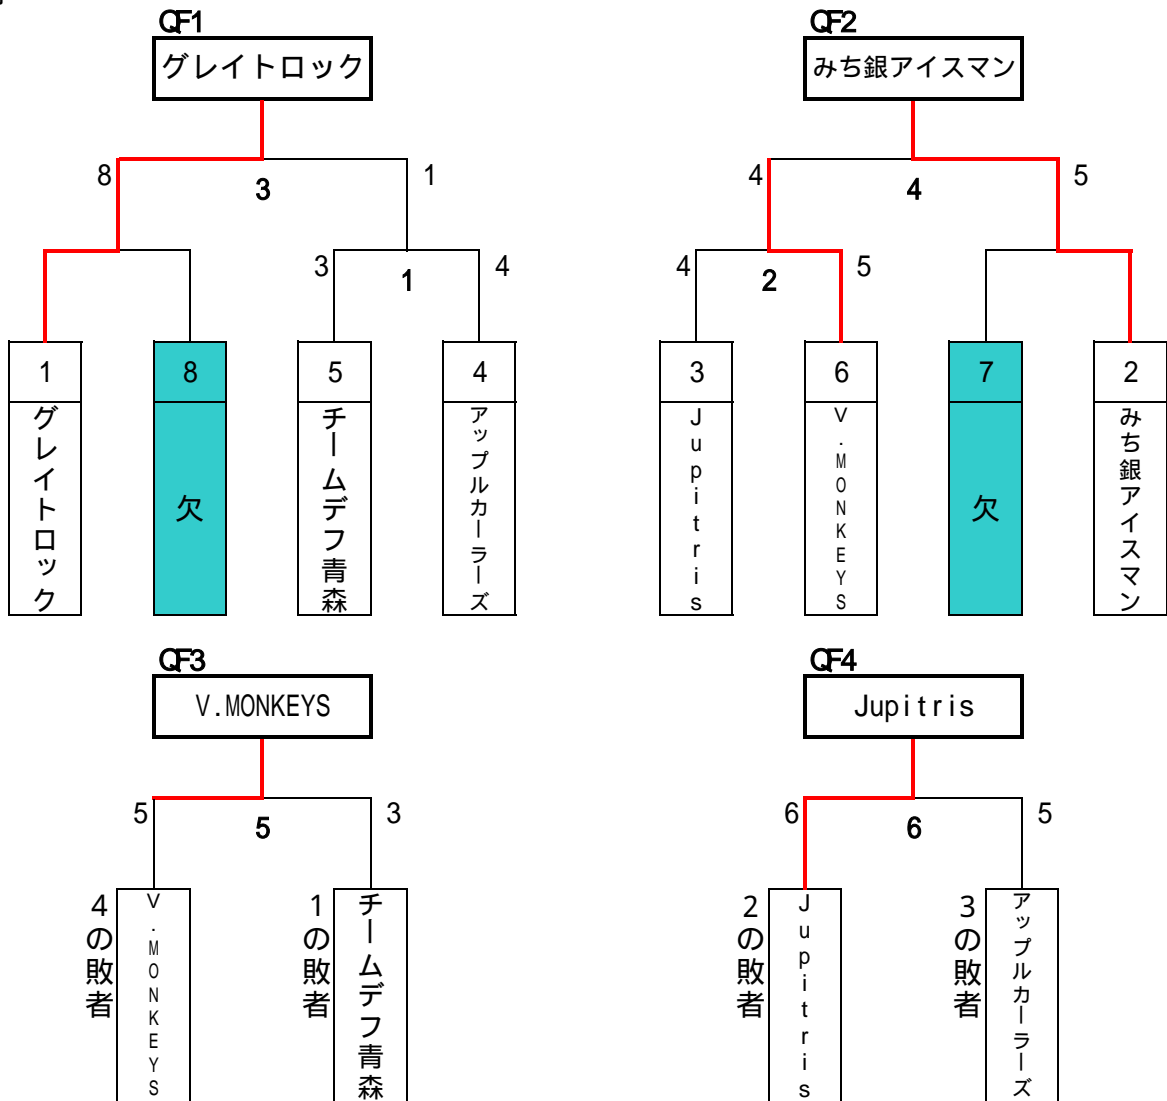 QF1
グレイトロック
8
3
1
3
1
4
1
8
5
4
グレイトロック
欠
チームデフ青森
アップルカーラーズ
QF2
みち銀アイスマン
4
4
5
4
2
5
3
6
7
2
Jupitris
V.MONKEYS
欠
みち銀アイスマン
QF3
V.MONKEYS
5
5
3
4の敗者
V.MONKEYS
1の敗者
チームデフ青森
QF4
Jupitris
6
6
5
2の敗者
Jupitris
3の敗者
アップルカーラーズ